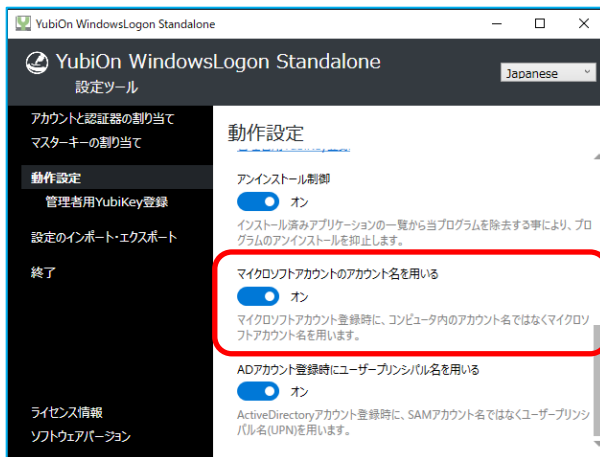 YubiOn WindowsLogon Standalone
YubiOn WindowsLogon Standalone
設定ツール
Japanese
アカウントと認証器の割り当て
マスターキーの割り当て
動作設定
管理者用YubiKey登録
設定のインポート・エクスポート
終了
ライセンス情報
ソフトウェアバージョン
動作設定
アンインストール制御
オン
インストール済みアプリケーションの一覧から当プログラムを除去する事により、プロ
グラムのアンインストールを抑止します。
マイクロソフトアカウントのアカウント名を用いる
オン
マイクロソフトアカウント登録時に、コンピュータ内のアカウント名ではなくマイクロソ
フトアカウント名を用います。
ADアカウント登録時にユーザープリンシパル名を用いる
オン
ActiveDirectoryアカウント登録時に、SAMアカウント名ではなくユーザープリンシ
パル名(UPN)を用います。